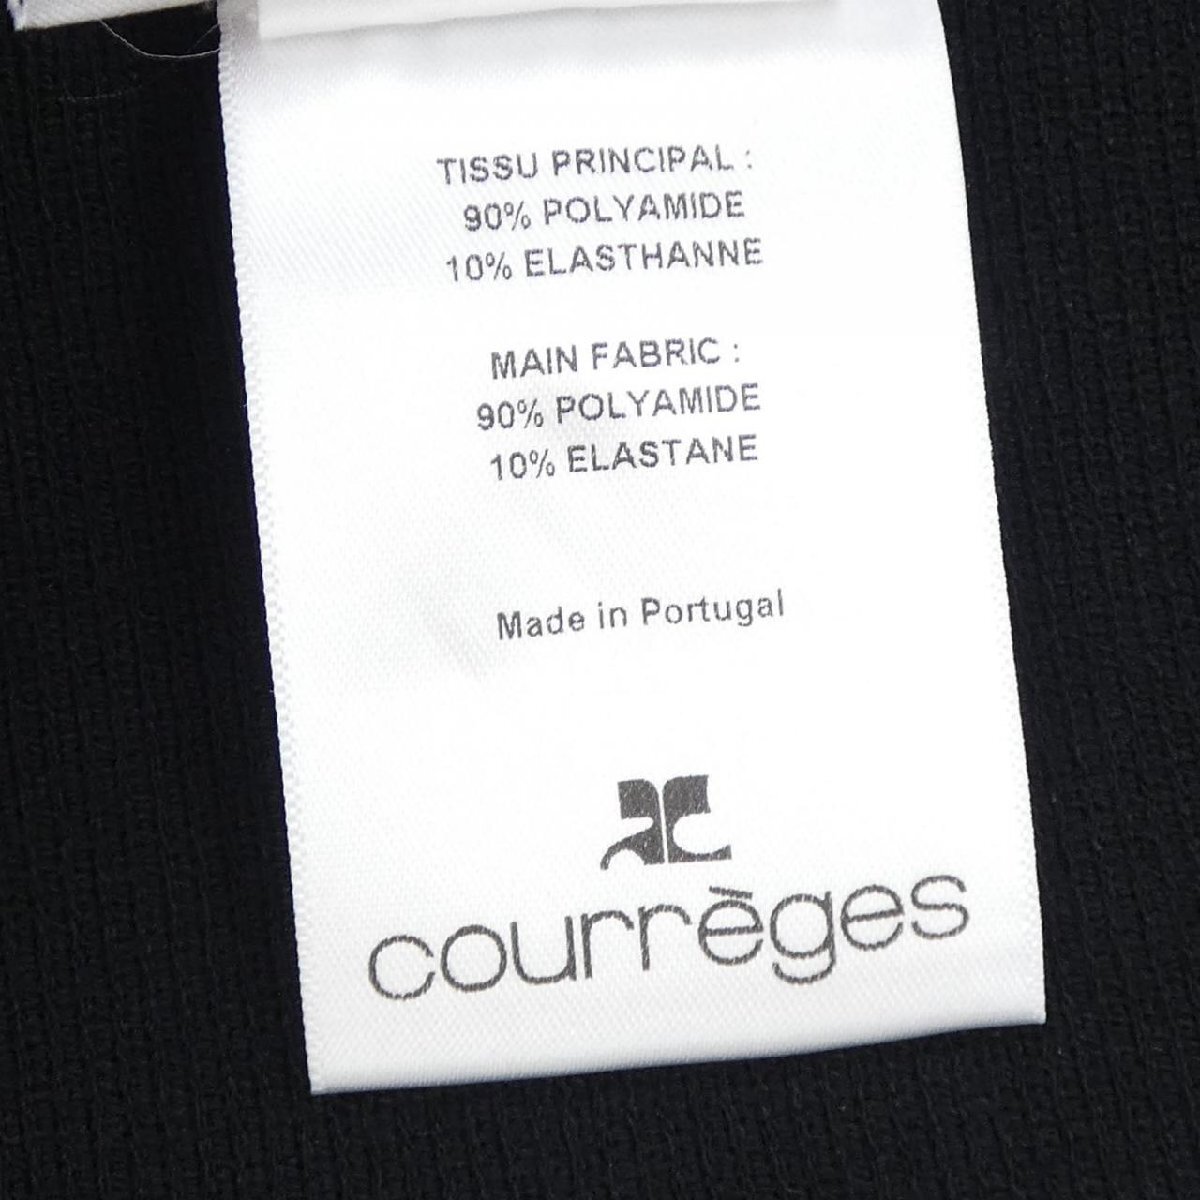 TISSU PRINCIPAL :
90% POLYAMIDE
10% ELASTHANNE
MAIN FABRIC :
90% POLYAMIDE
10% ELASTANE
Made in Portugal
courrèges